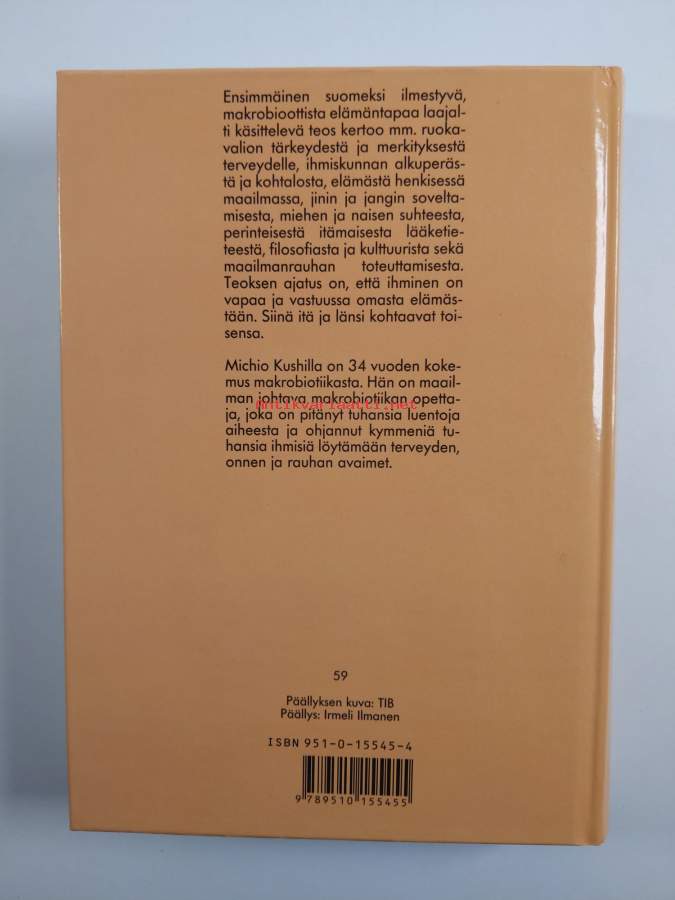 Ensimmäinen suomeksi ilmestyvä,
makrobioottista elämäntapaa laajal-
ti käsittelevä teos kertoo mm. ruoka-
valion tärkeydestä ja merkityksestä
terveydelle, ihmiskunnan alkuperäs-
tä ja kohtalosta, elämästä henkisessä
maailmassa, jinin ja jangin sovelta-
misesta, miehen ja naisen suhteesta,
perinteisestä itämaisesta lääketie-
teestä, filosofiasta ja kulttuurista sekä
maailmanrauhan toteuttamisesta.
Teoksen ajatus on, että ihminen on
vapaa ja vastuussa omasta elämäs-
tään. Siinä itä ja länsi kohtaavat toi-
sensa.
Michio Kushilla on 34 vuoden koke-
mus makrobiotiikasta. Hän on maail-
man johtava makrobiotiikan opetta-
antikvariaatti.net
ja, joka on pitänyt tuhansia luentoja
aiheesta ja ohjannut kymmeniä tu-
hansia ihmisiä löytämään terveyden,
onnen ja rauhan avaimet.
59
Päällyksen kuva: TIB
Päällys: Irmeli Ilmanen
ISBN 951-0-15545-4
9 789510 155455